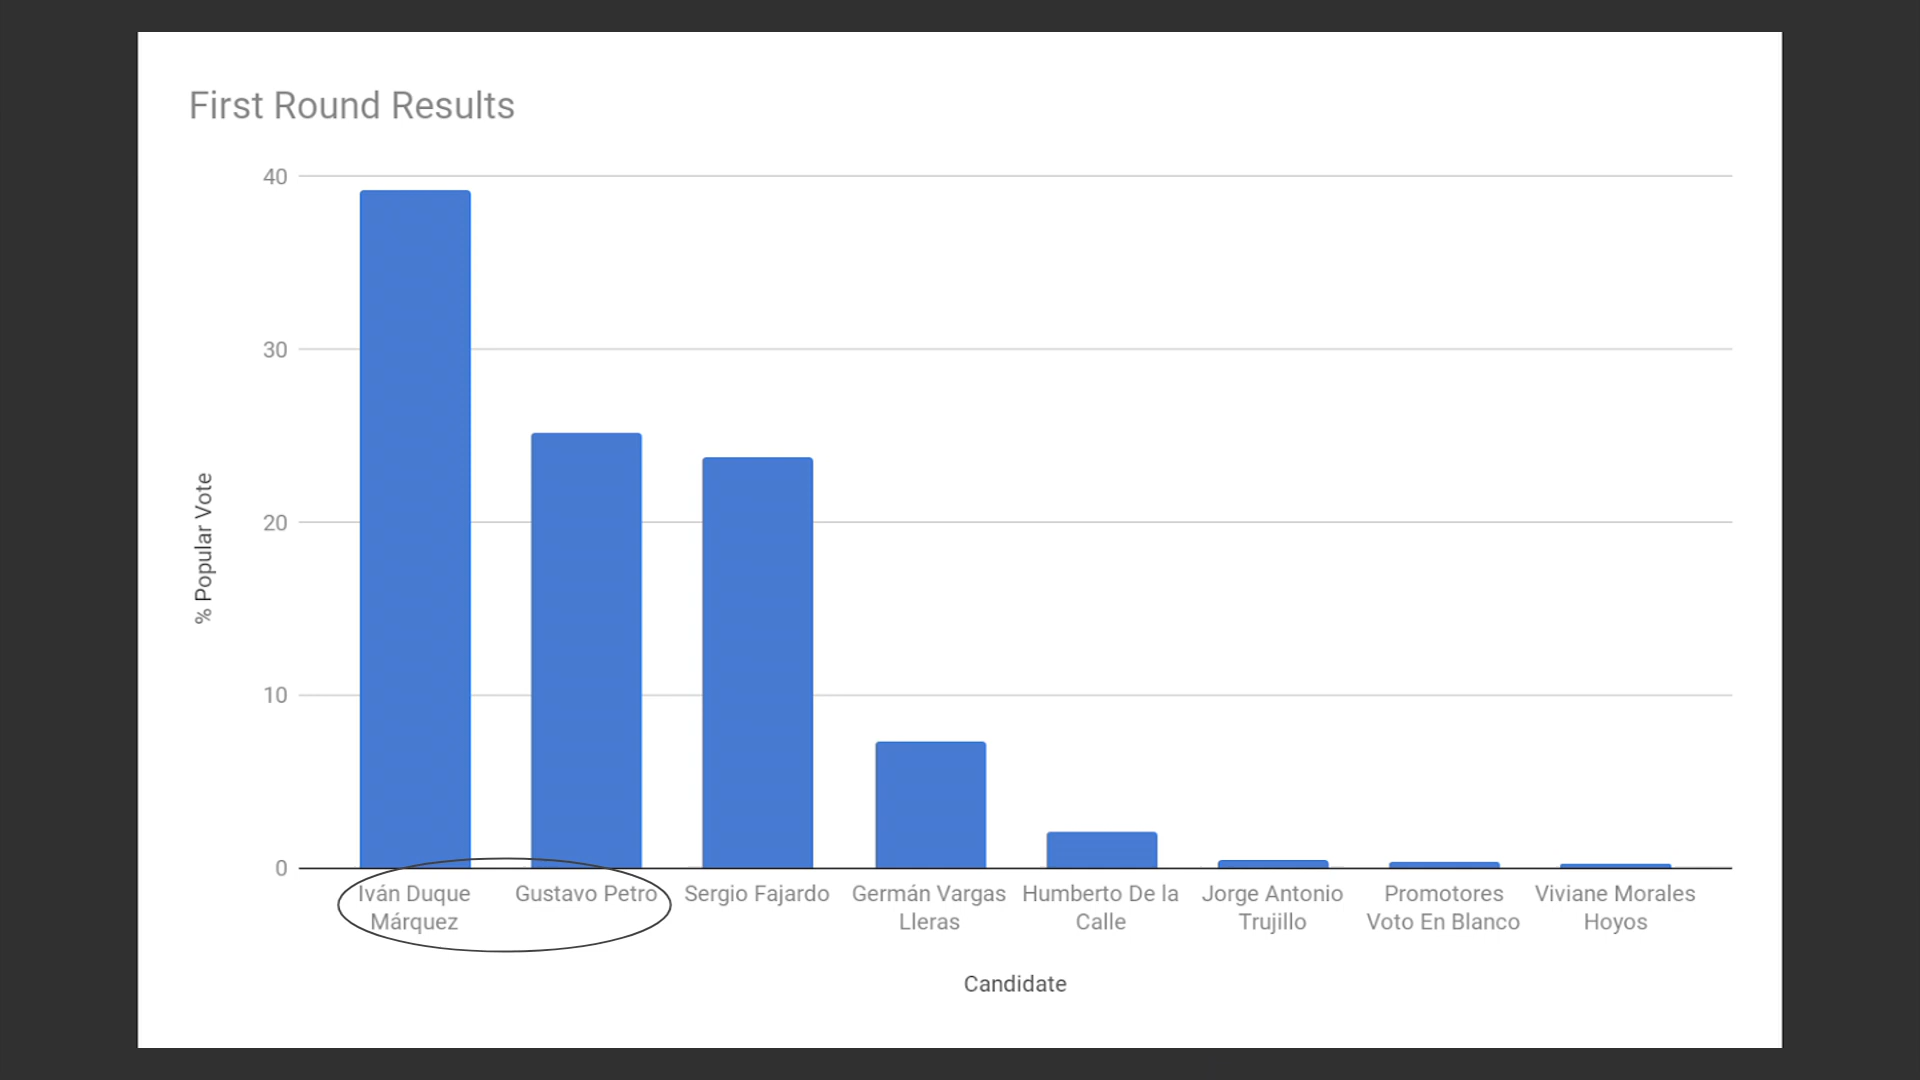 First Round Results
40
30
20
10
0
% Popular Vote
Iván Duque
Márquez
Gustavo Petro
Sergio Fajardo
Germán Vargas
Lleras
Humberto De la
Calle
Jorge Antonio
Trujillo
Promotores
Voto En Blanco
Viviane Morales
Hoyos
Candidate